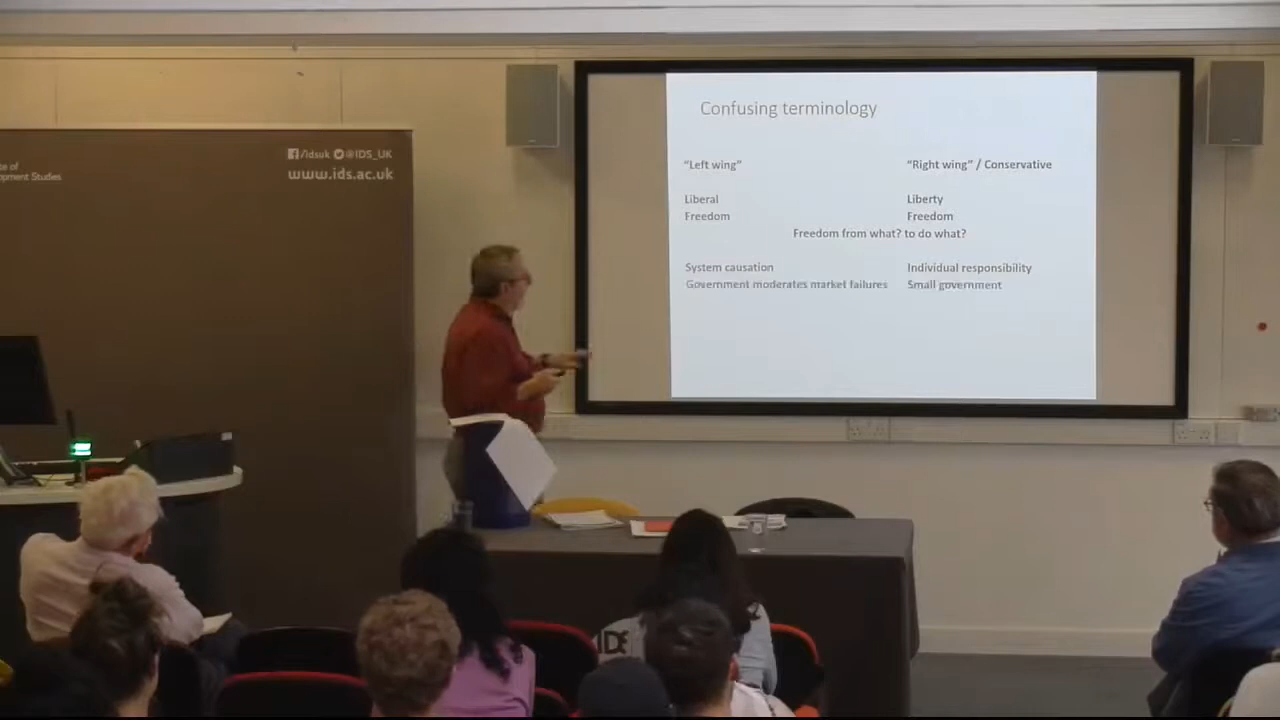 te of
opment Studies
/idsuk @IDS_UK
www.ids.ac.uk
Confusing terminology
“Left wing”
“Right wing” / Conservative
Liberal
Liberty
Freedom
Freedom
Freedom from what? to do what?
System causation
Individual responsibility
Government moderates market failures
Small government
IDS